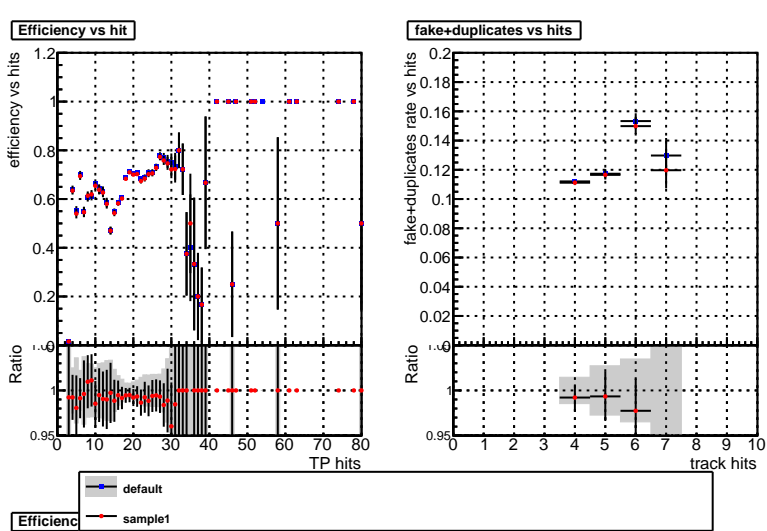 Efficiency vs hit
fake+duplicates vs hits
efficiency vs hits
1.2
1
0.8
0.6
0.4
0.2
Ratio
1
0.95
0 10 20 30 40 50 60 70 80
TP hits
fake+duplicates rate vs hits
0.2
0.18
0.16
0.14
0.12
0.1
0.08
0.06
0.04
0.02
Ratio
1
0.95
0 1 2 3 4 5 6 7 8 9 10
track hits
default
sample1
Efficienc